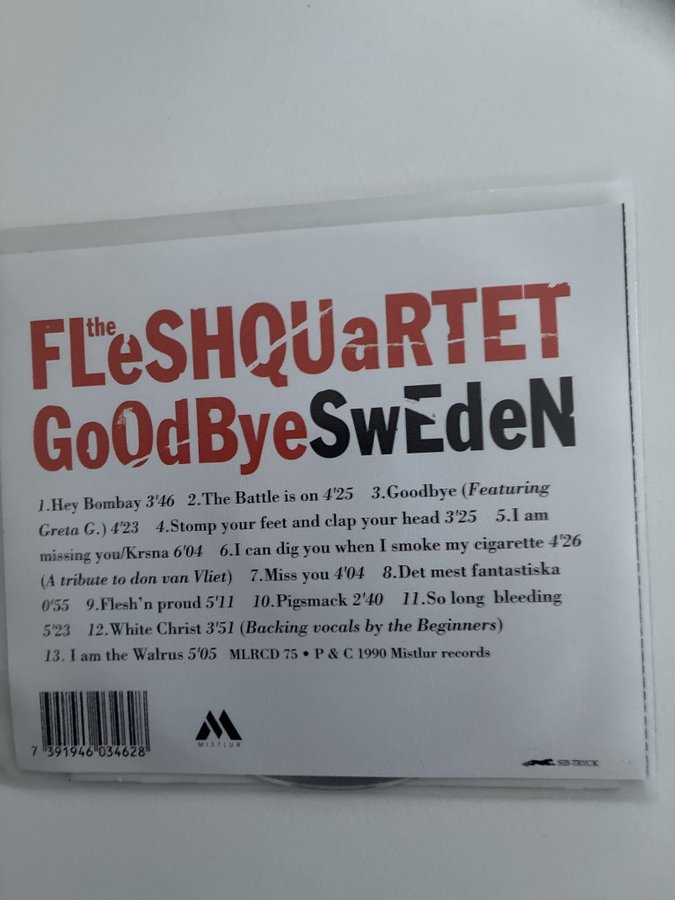 the
FLeSHQUaRTET
GoOdByeSwEdeN
1.Hey Bombay 3'46 2.The Battle is on 4'25 3.Goodbye (Featuring
Greta G.) 4'23 4.Stomp your feet and clap your head 3'25 5.I am
missing you/Krsna 6'04 6.I can dig you when I smoke my cigarette 4'26
(A tribute to don van Vliet) 7.Miss you 4'04 8.Det mest fantastiska
0'55 9.Flesh'n proud 5'11 10.Pigsmack 2'40 11.So long bleeding
5'23 12.White Christ 3'51 (Backing vocals by the Beginners)
13. I am the Walrus 5'05 MLRCD 75 • P & C 1990 Mistlur records
7 391946 034628
MISTLUR
SIB-TRYCK